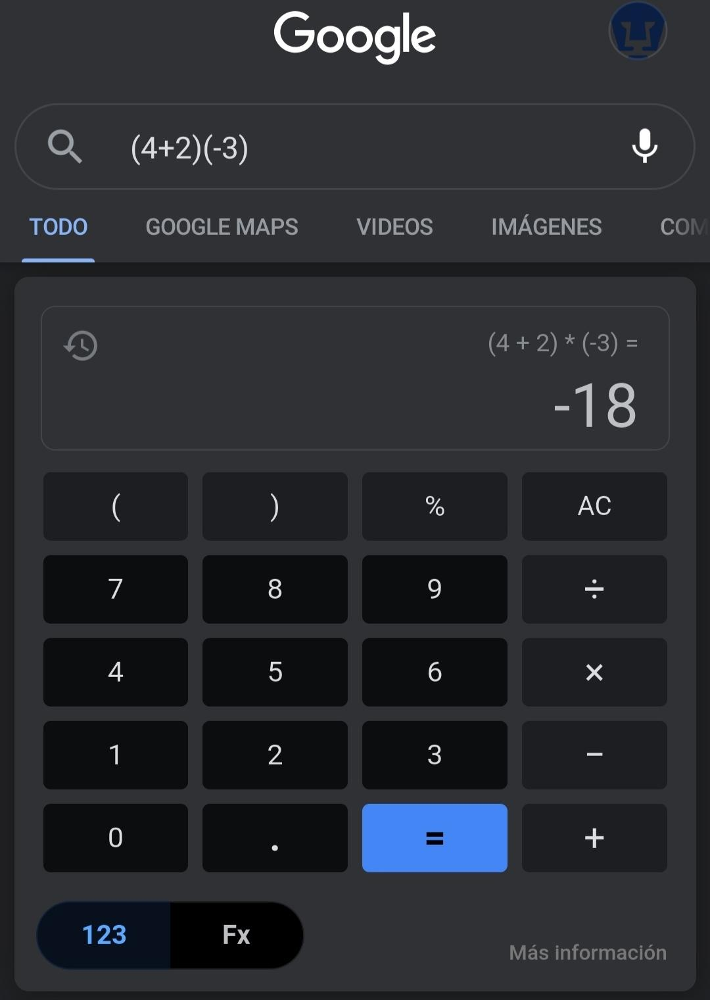 Google
(4+2)(-3)
TODO GOOGLE MAPS VIDEOS IMÁGENES COM
(4 + 2) * (-3) =
-18
( ) % AC
7 8 9 ÷
4 5 6 ×
1 2 3 −
0 . = +
123 Fx
Más información